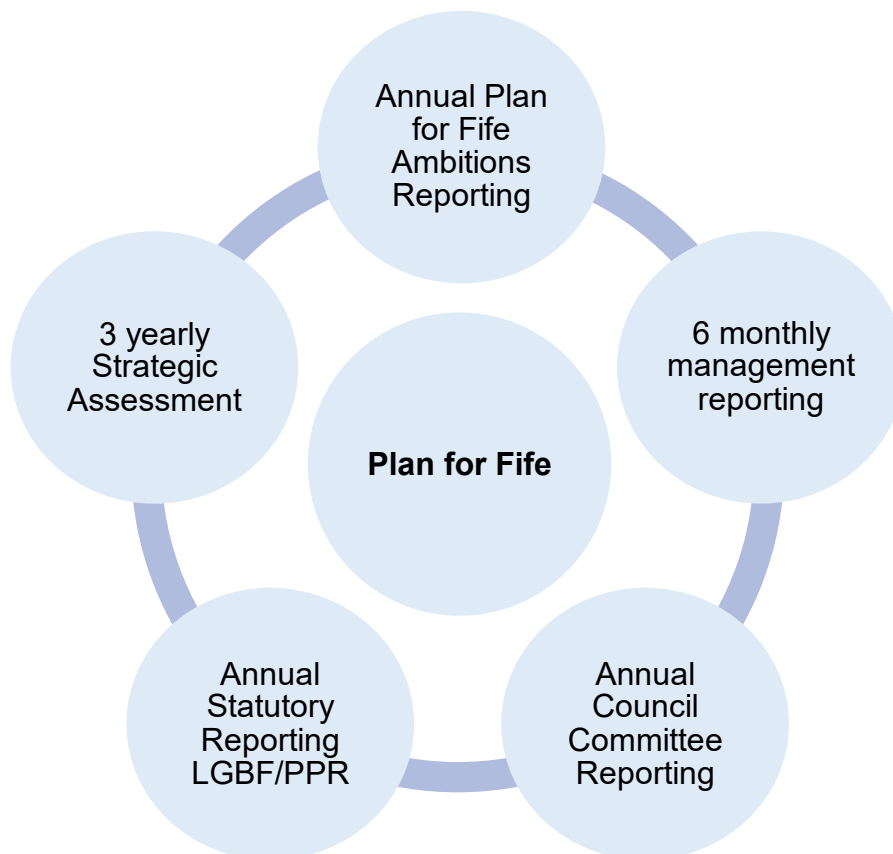 Annual Plan
for Fife
Ambitions
Reporting
6 monthly
management
reporting
Annual
Council
Committee
Reporting
Annual
Statutory
Reporting
LGBF/PPR
3 yearly
Strategic
Assessment
Plan for Fife